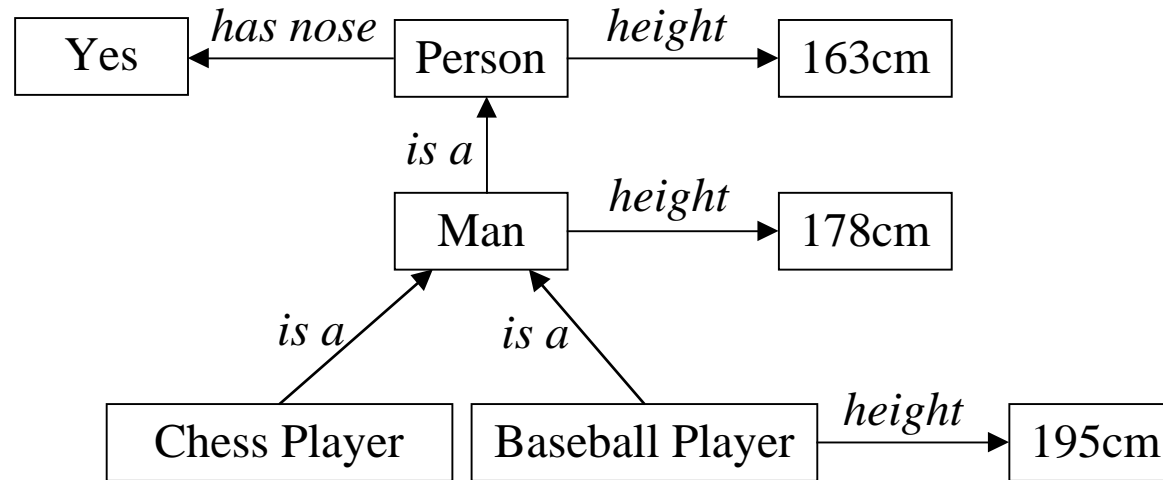 Yes
has nose
Person
height
163cm
is a
Man
height
178cm
is a
is a
Chess Player
Baseball Player
height
195cm